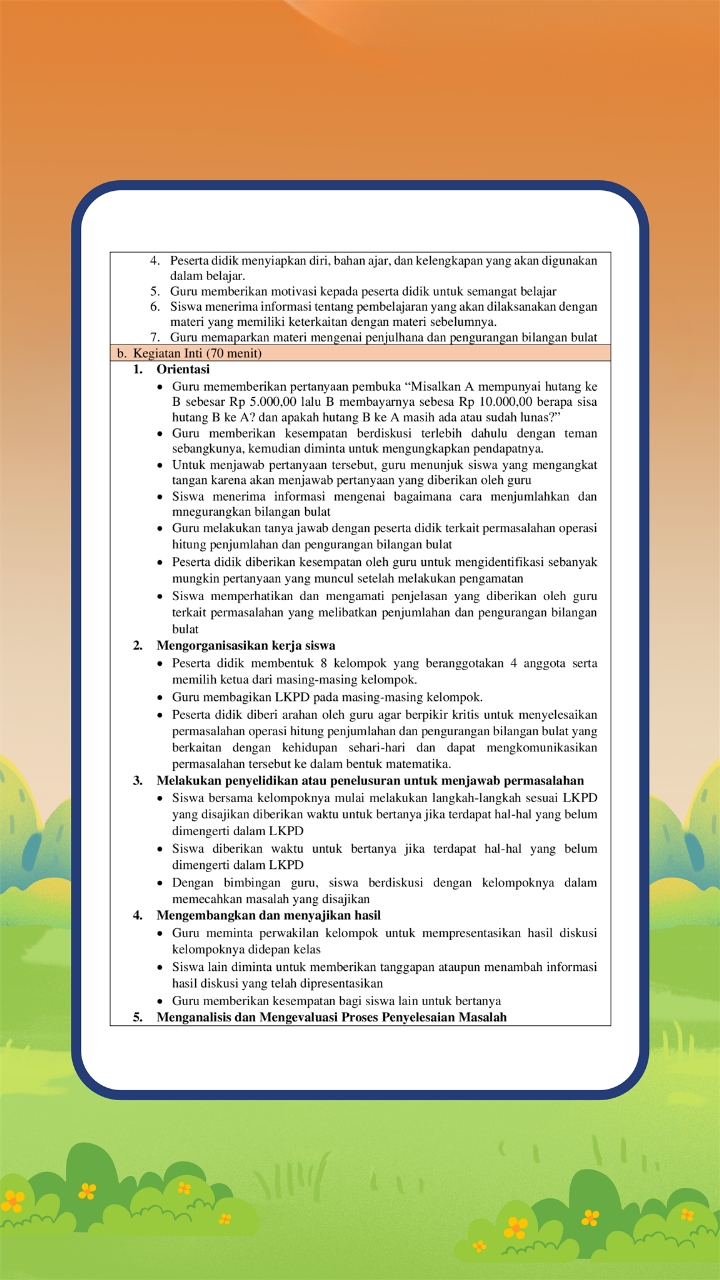 4. Peserta didik menyiapkan diri, bahan ajar, dan kelengkapan yang akan digunakan
dalam belajar.
5. Guru memberikan motivasi kepada peserta didik untuk semangat belajar
6. Siswa menerima informasi tentang pembelajaran yang akan dilaksanakan dengan
materi yang memiliki keterkaitan dengan materi sebelumnya.
7. Guru memaparkan materi mengenai penjulhana dan pengurangan bilangan bulat
b. Kegiatan Inti (70 menit)
1. Orientasi
• Guru mememberikan pertanyaan pembuka “Misalkan A mempunyai hutang ke
B sebesar Rp 5.000,00 lalu B membayarnya sebesa Rp 10.000,00 berapa sisa
hutang B ke A? dan apakah hutang B ke A masih ada atau sudah lunas?”
• Guru memberikan kesempatan berdiskusi terlebih dahulu dengan teman
sebangkunya, kemudian diminta untuk mengungkapkan pendapatnya.
• Untuk menjawab pertanyaan tersebut, guru menunjuk siswa yang mengangkat
tangan karena akan menjawab pertanyaan yang diberikan oleh guru
• Siswa menerima informasi mengenai bagaimana cara menjumlahkan dan
mnegurangkan bilangan bulat
• Guru melakukan tanya jawab dengan peserta didik terkait permasalahan operasi
hitung penjumlahan dan pengurangan bilangan bulat
• Peserta didik diberikan kesempatan oleh guru untuk mengidentifikasi sebanyak
mungkin pertanyaan yang muncul setelah melakukan pengamatan
• Siswa memperhatikan dan mengamati penjelasan yang diberikan oleh guru
terkait permasalahan yang melibatkan penjumlahan dan pengurangan bilangan
bulat
2. Mengorganisasikan kerja siswa
• Peserta didik membentuk 8 kelompok yang beranggotakan 4 anggota serta
memilih ketua dari masing-masing kelompok.
• Guru membagikan LKPD pada masing-masing kelompok.
• Peserta didik diberi arahan oleh guru agar berpikir kritis untuk menyelesaikan
permasalahan operasi hitung penjumlahan dan pengurangan bilangan bulat yang
berkaitan dengan kehidupan sehari-hari dan dapat mengkomunikasikan
permasalahan tersebut ke dalam bentuk matematika.
3. Melakukan penyelidikan atau penelusuran untuk menjawab permasalahan
• Siswa bersama kelompoknya mulai melakukan langkah-langkah sesuai LKPD
yang disajikan diberikan waktu untuk bertanya jika terdapat hal-hal yang belum
dimengerti dalam LKPD
• Siswa diberikan waktu untuk bertanya jika terdapat hal-hal yang belum
dimengerti dalam LKPD
• Dengan bimbingan guru, siswa berdiskusi dengan kelompoknya dalam
memecahkan masalah yang disajikan
4. Mengembangkan dan menyajikan hasil
• Guru meminta perwakilan kelompok untuk mempresentasikan hasil diskusi
kelompoknya didepan kelas
• Siswa lain diminta untuk memberikan tanggapan ataupun menambah informasi
hasil diskusi yang telah dipresentasikan
• Guru memberikan kesempatan bagi siswa lain untuk bertanya
5. Menganalisis dan Mengevaluasi Proses Penyelesaian Masalah